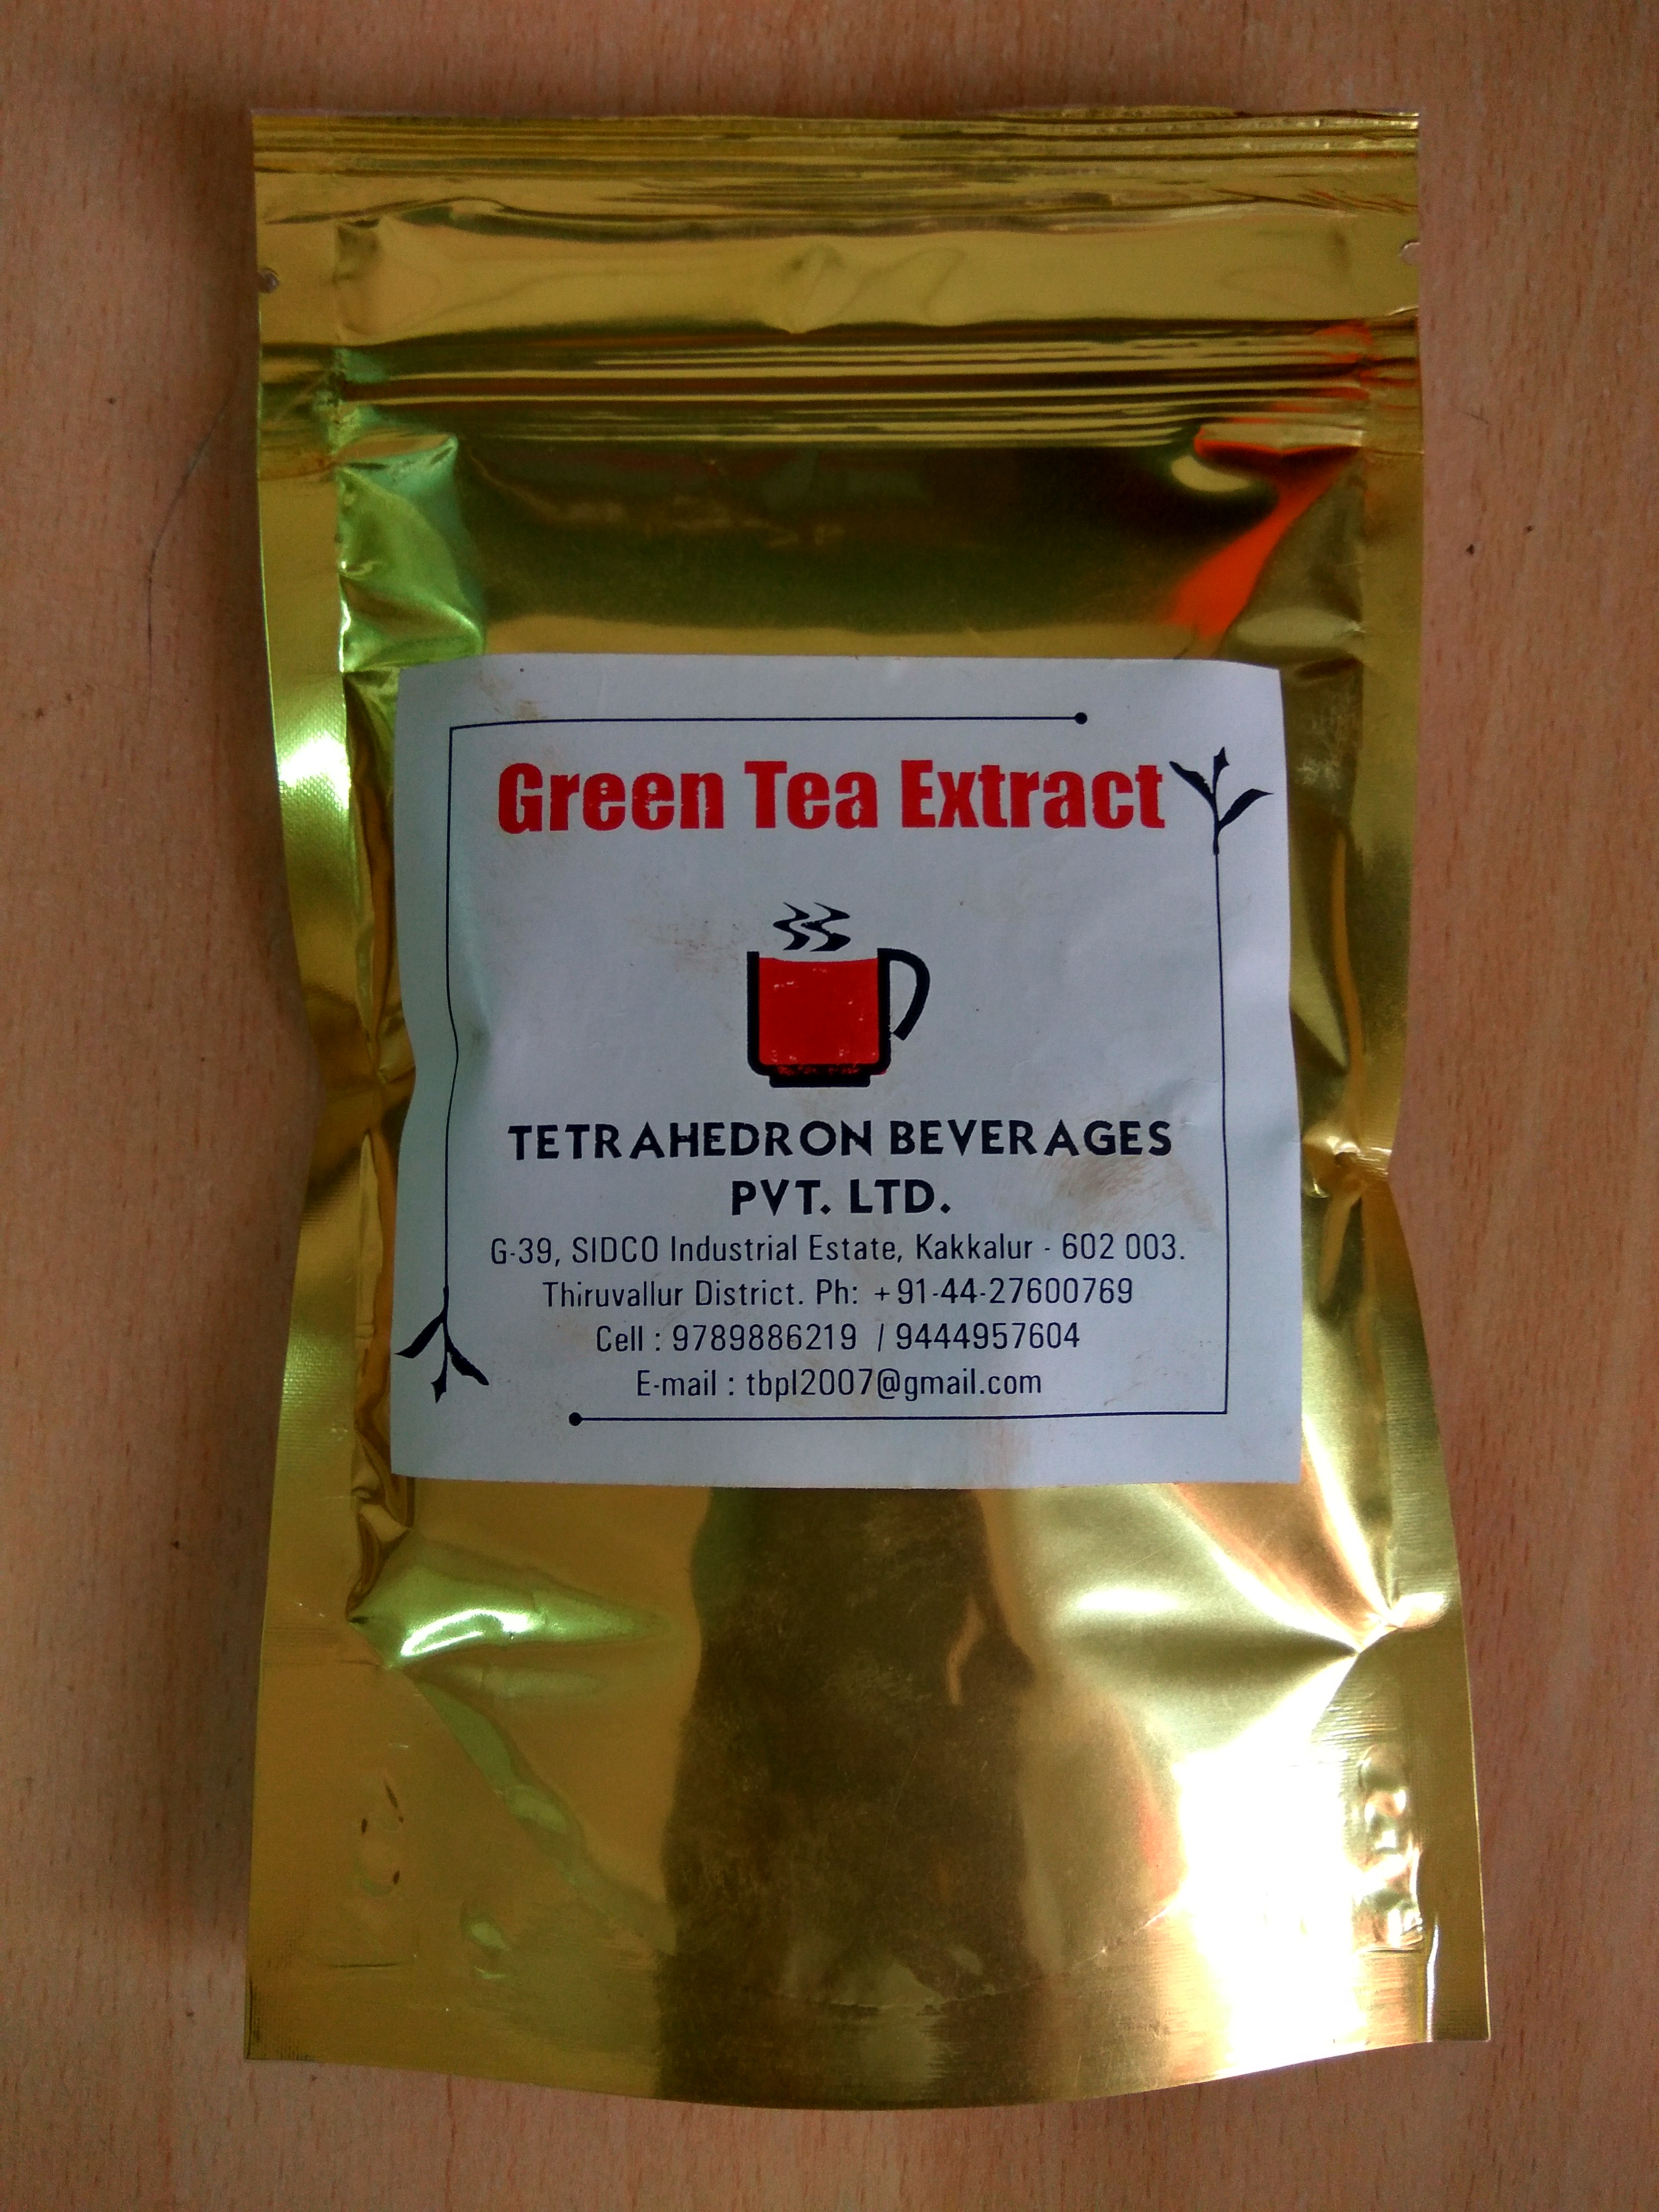 Green Tea Extract
TETRAHEDRON BEVERAGES
PVT. LTD.
G-39, SIDCO Industrial Estate, Kakkalur - 602 003.
Thiruvallur District. Ph: +91-44-27600769
Cell : 9789886219 / 9444957604
E-mail : tbpl2007@gmail.com